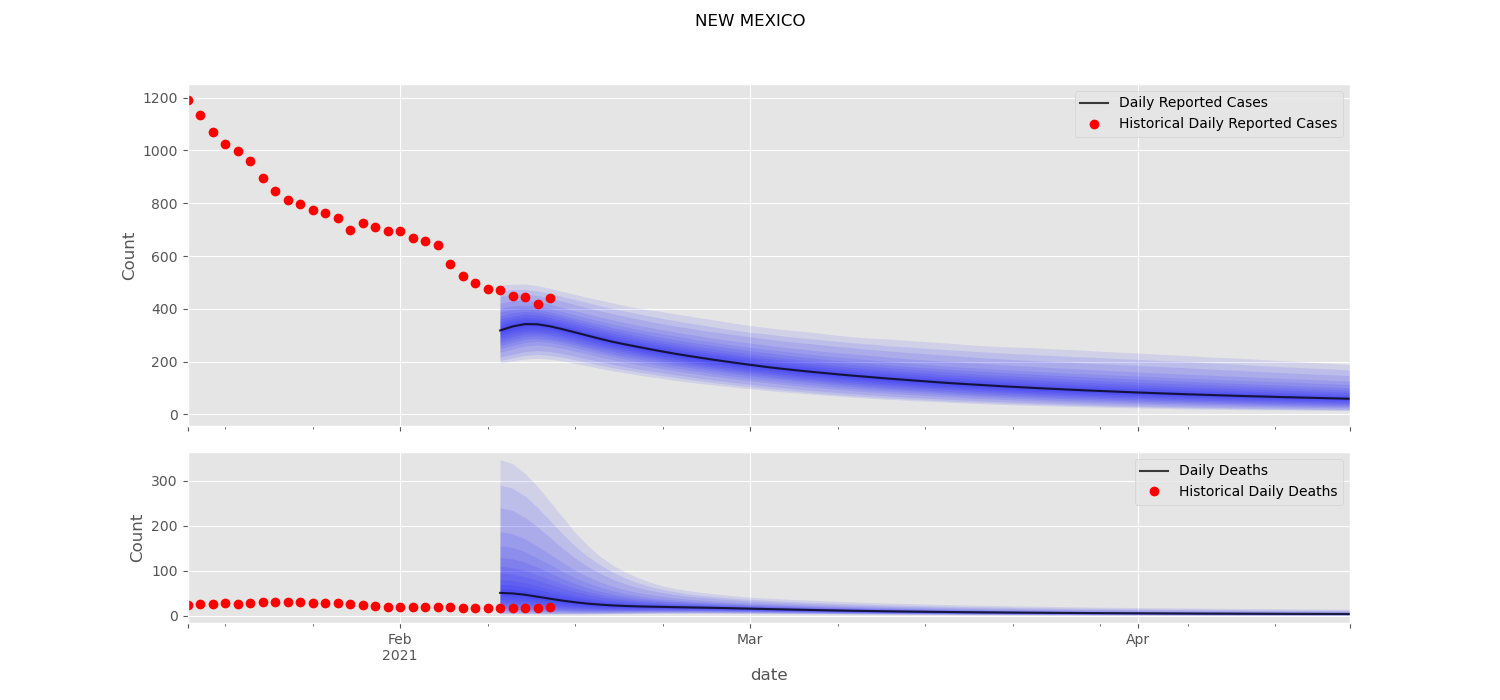 NEW MEXICO
1200
1000
800
600
400
200
0
Count
Daily Reported Cases
Historical Daily Reported Cases
300
200
100
0
Count
Daily Deaths
Historical Daily Deaths
Feb
2021
Mar
Apr
date